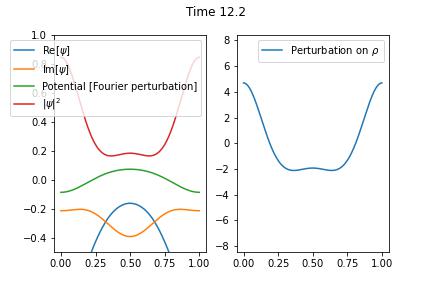 Time 12.2
1.0
0.8
0.6
0.4
0.2
0.0
−0.2
−0.4
0.00 0.25 0.50 0.75 1.00
Re[ψ]
Im[ψ]
Potential [Fourier perturbation]
|ψ|²
8
6
4
2
0
−2
−4
−6
−8
0.00 0.25 0.50 0.75 1.00
Perturbation on ρ